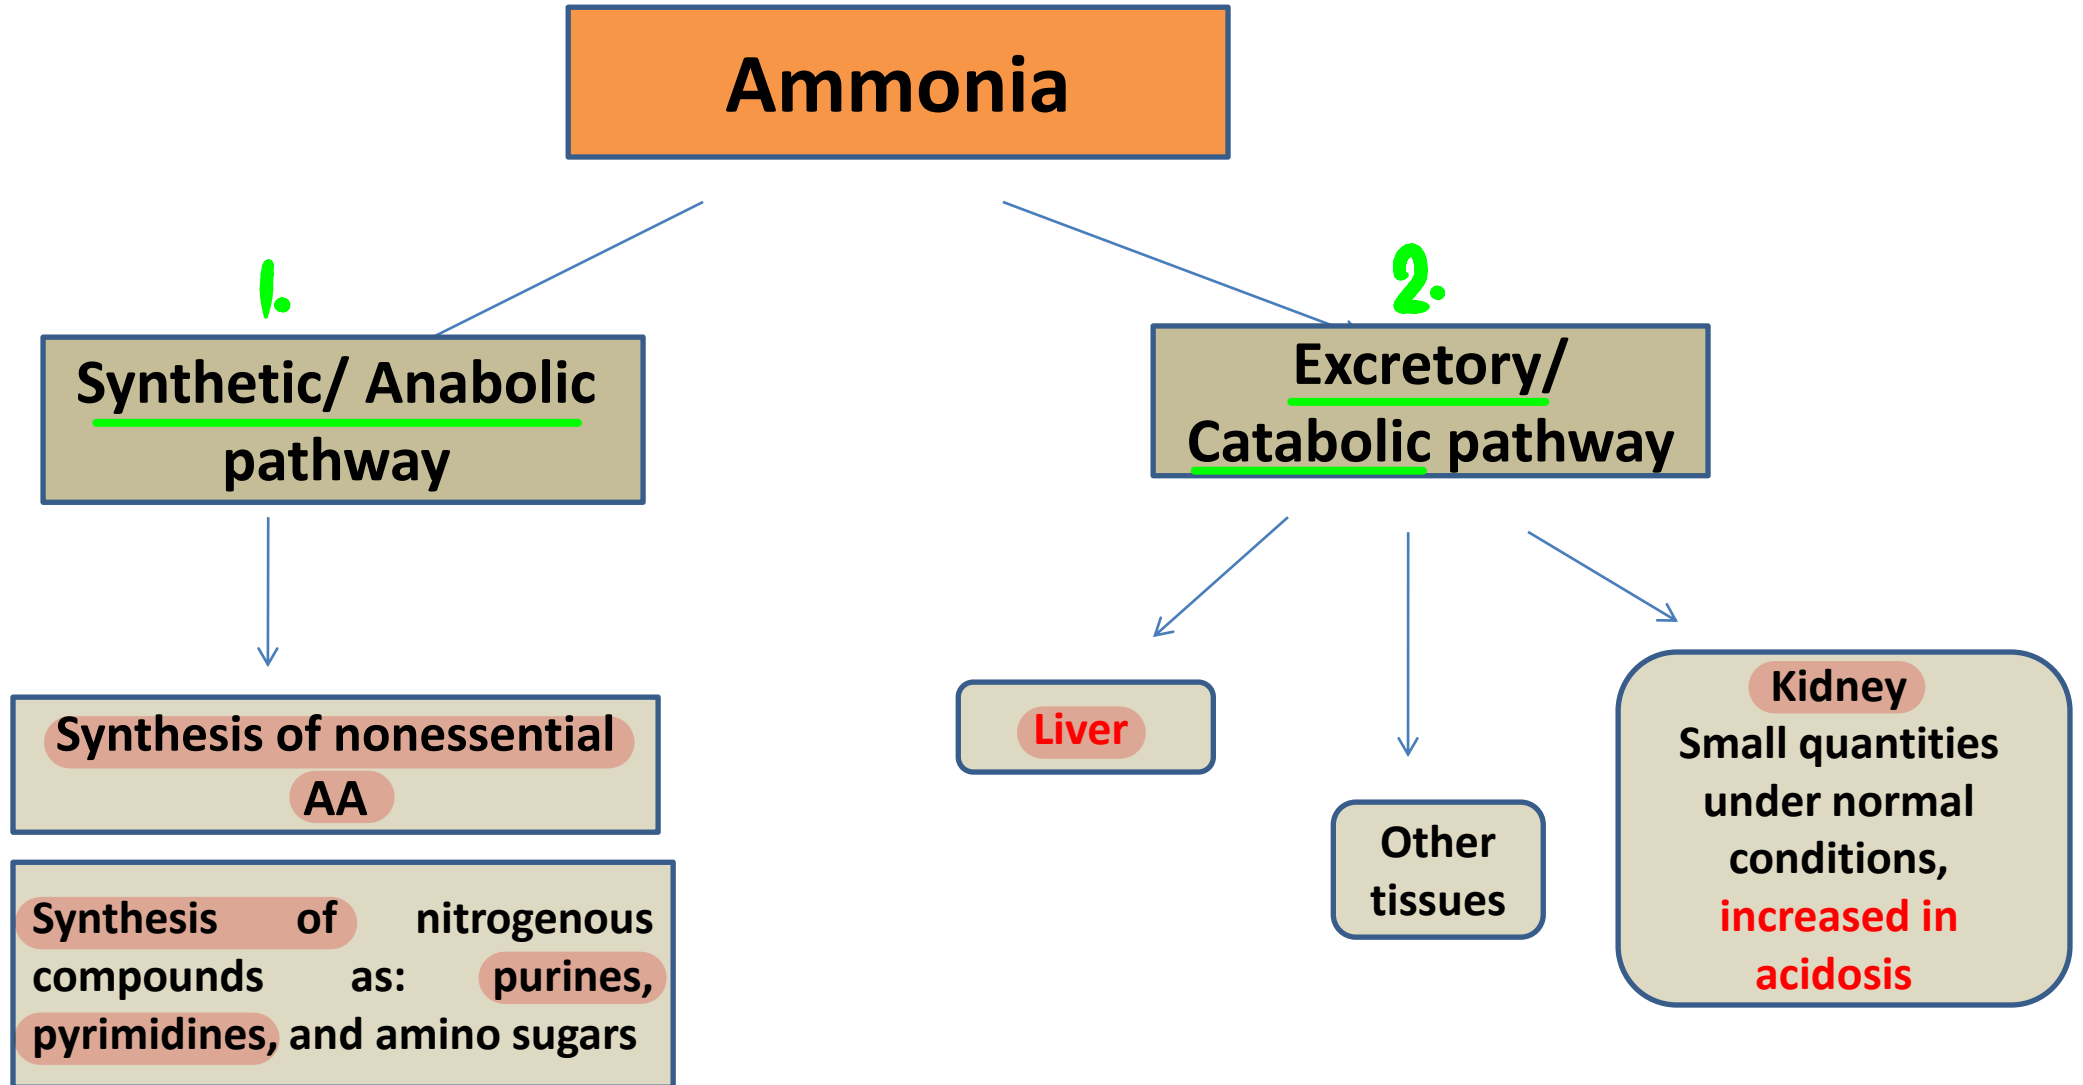 Ammonia
1.
Synthetic/ Anabolic
pathway
Synthesis of nonessential
AA
Synthesis of nitrogenous
compounds as: purines,
pyrimidines, and amino sugars
2.
Excretory/
Catabolic pathway
Liver
Other
tissues
Kidney
Small quantities
under normal
conditions,
increased in
acidosis